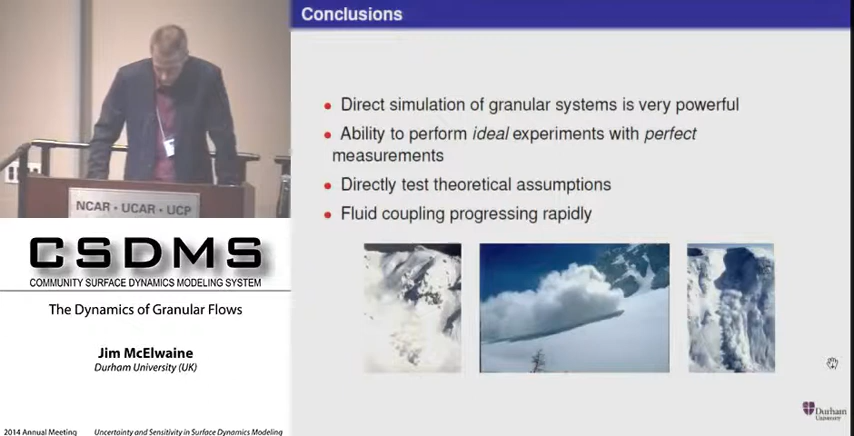 Conclusions
Direct simulation of granular systems is very powerful
Ability to perform ideal experiments with perfect
measurements
Directly test theoretical assumptions
Fluid coupling progressing rapidly
NCAR • UCAR • UCP
CSDMS
COMMUNITY SURFACE DYNAMICS MODELING SYSTEM
The Dynamics of Granular Flows
Jim McElwaine
Durham University (UK)
2014 Annual Meeting
Uncertainty and Sensitivity in Surface Dynamics Modeling
Durham
University